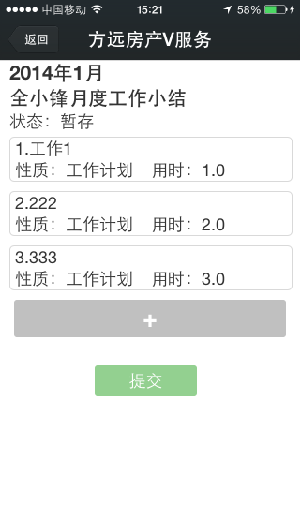 中国移动 15:21 58%
返回 方远房产V服务
2014年1月
全小锋月度工作小结
状态：暂存
1.工作1
性质：工作计划 用时：1.0
2.222
性质：工作计划 用时：2.0
3.333
性质：工作计划 用时：3.0
+
提交